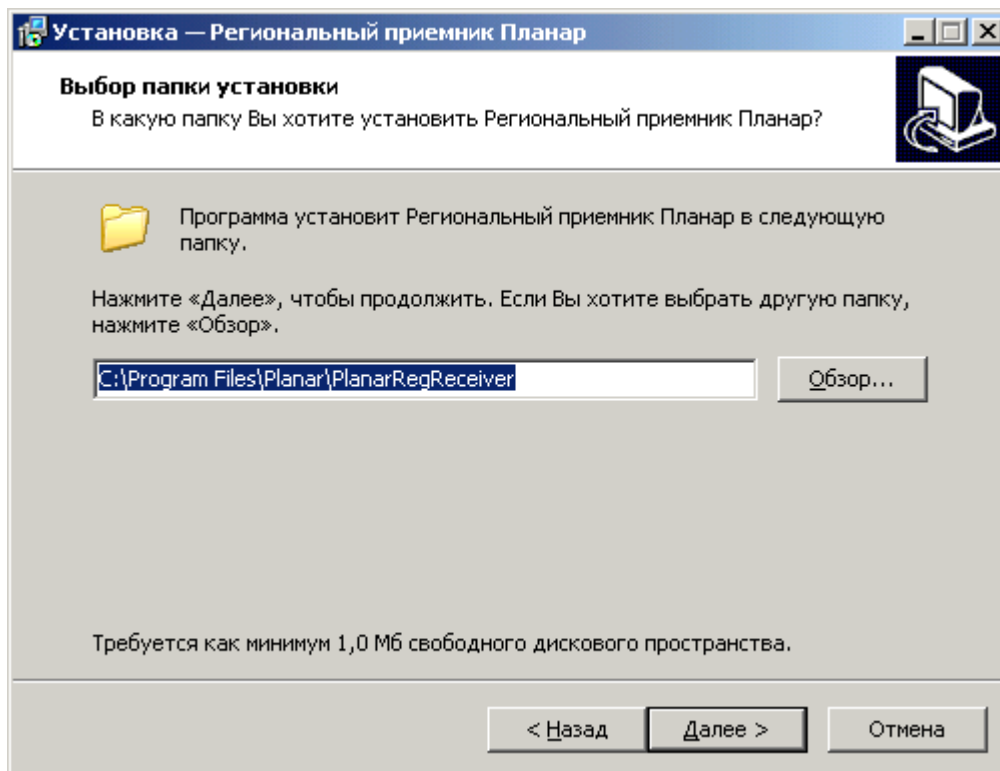 Установка — Региональный приемник Планар
Выбор папки установки
В какую папку Вы хотите установить Региональный приемник Планар?
Программа установит Региональный приемник Планар в следующую
папку.
Нажмите «Далее», чтобы продолжить. Если Вы хотите выбрать другую папку,
нажмите «Обзор».
C:\Program Files\Planar\PlanarRegReceiver
Обзор...
Требуется как минимум 1,0 Мб свободного дискового пространства.
< Назад
Далее >
Отмена